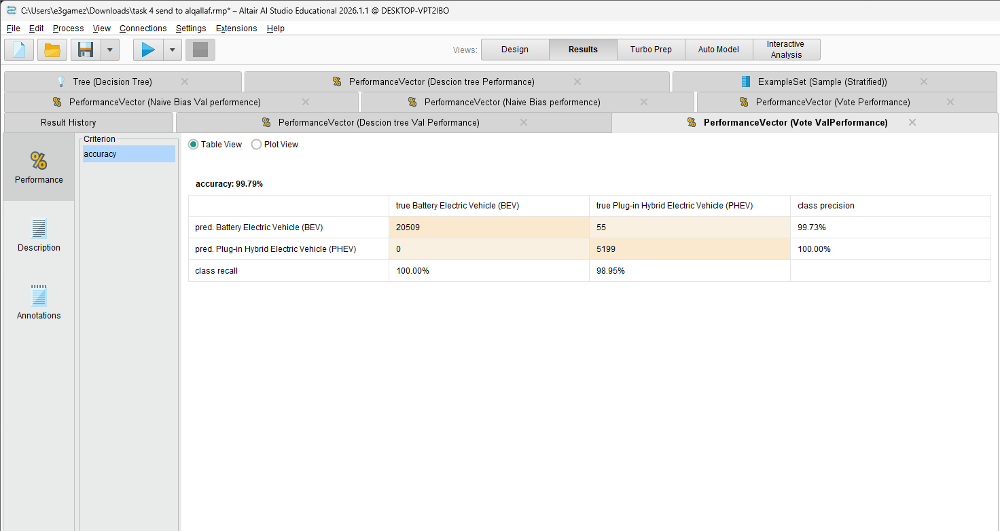 C:\Users\e3gamez\Downloads\task 4 send to alqallaf.rmp* – Altair AI Studio Educational 2026.1.1 @ DESKTOP-VPT2IBO
File Edit Process View Connections Settings Extensions Help
Views: Design Results Turbo Prep Auto Model Interactive Analysis
Tree (Decision Tree) PerformanceVector (Descion tree Performance) ExampleSet (Sample (Stratified))
PerformanceVector (Naive Bias Val performence) PerformanceVector (Naive Bias performence) PerformanceVector (Vote Performance)
Result History PerformanceVector (Descion tree Val Performance) PerformanceVector (Vote ValPerformance)
Performance
Description
Annotations
Criterion
accuracy
Table View Plot View
accuracy: 99.79%
true Battery Electric Vehicle (BEV) true Plug-in Hybrid Electric Vehicle (PHEV) class precision
pred. Battery Electric Vehicle (BEV) 20509 55 99.73%
pred. Plug-in Hybrid Electric Vehicle (PHEV) 0 5199 100.00%
class recall 100.00% 98.95%